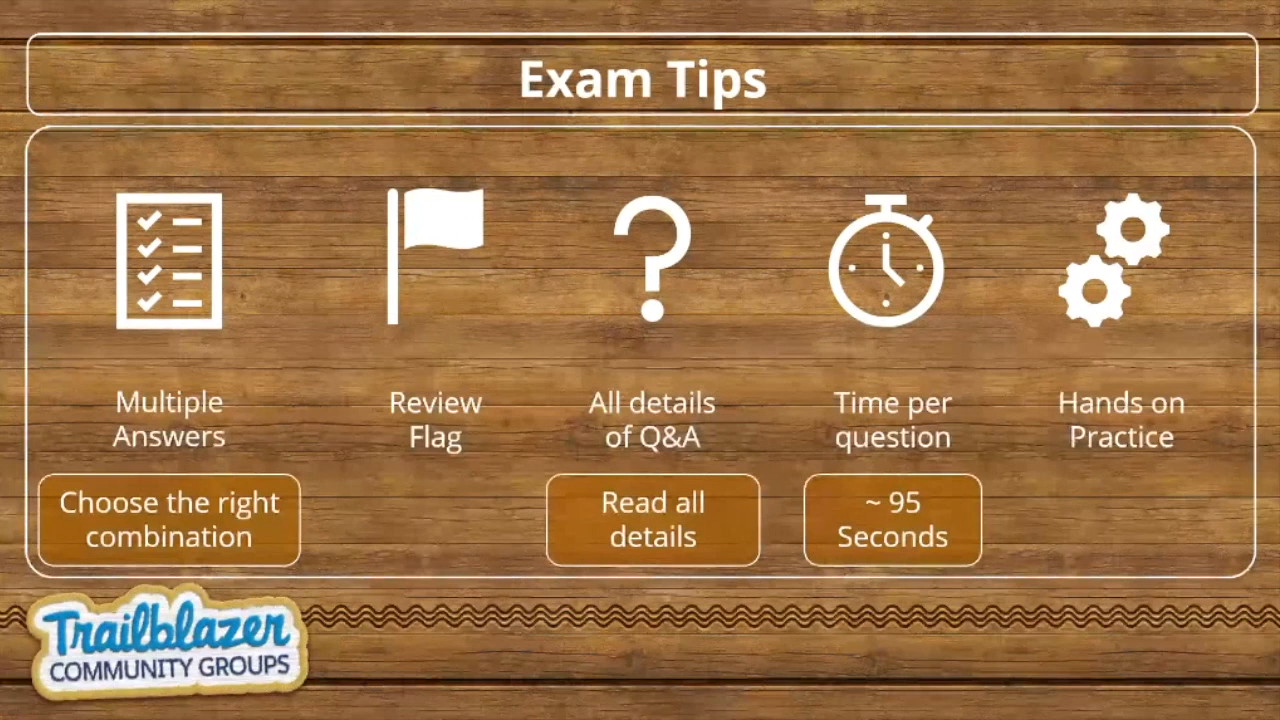 Exam Tips
Multiple
Answers
Review
Flag
All details
of Q&A
Time per
question
Hands on
Practice
Choose the right
combination
Read all
details
~ 95
Seconds
Trailblazer
COMMUNITY GROUPS